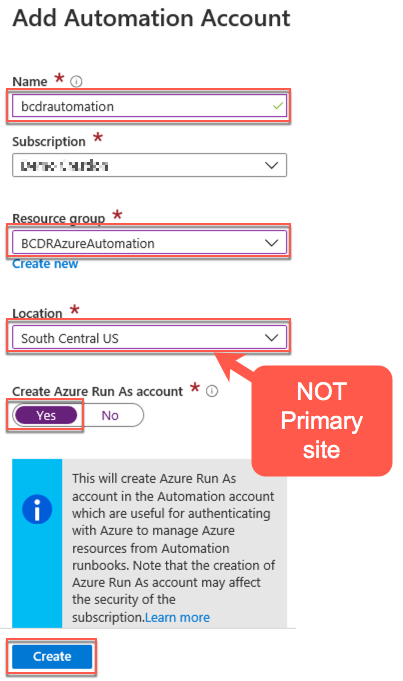 Add Automation Account
Name *
bcdrautomation
Subscription *
Resource group *
BCDRAzureAutomation
Create new
Location *
South Central US
Create Azure Run As account *
Yes No
NOT
Primary
site
This will create Azure Run As
account in the Automation account
which are useful for authenticating
with Azure to manage Azure
resources from Automation
runbooks. Note that the creation of
Azure Run As account may affect
the security of the
subscription.Learn more
Create